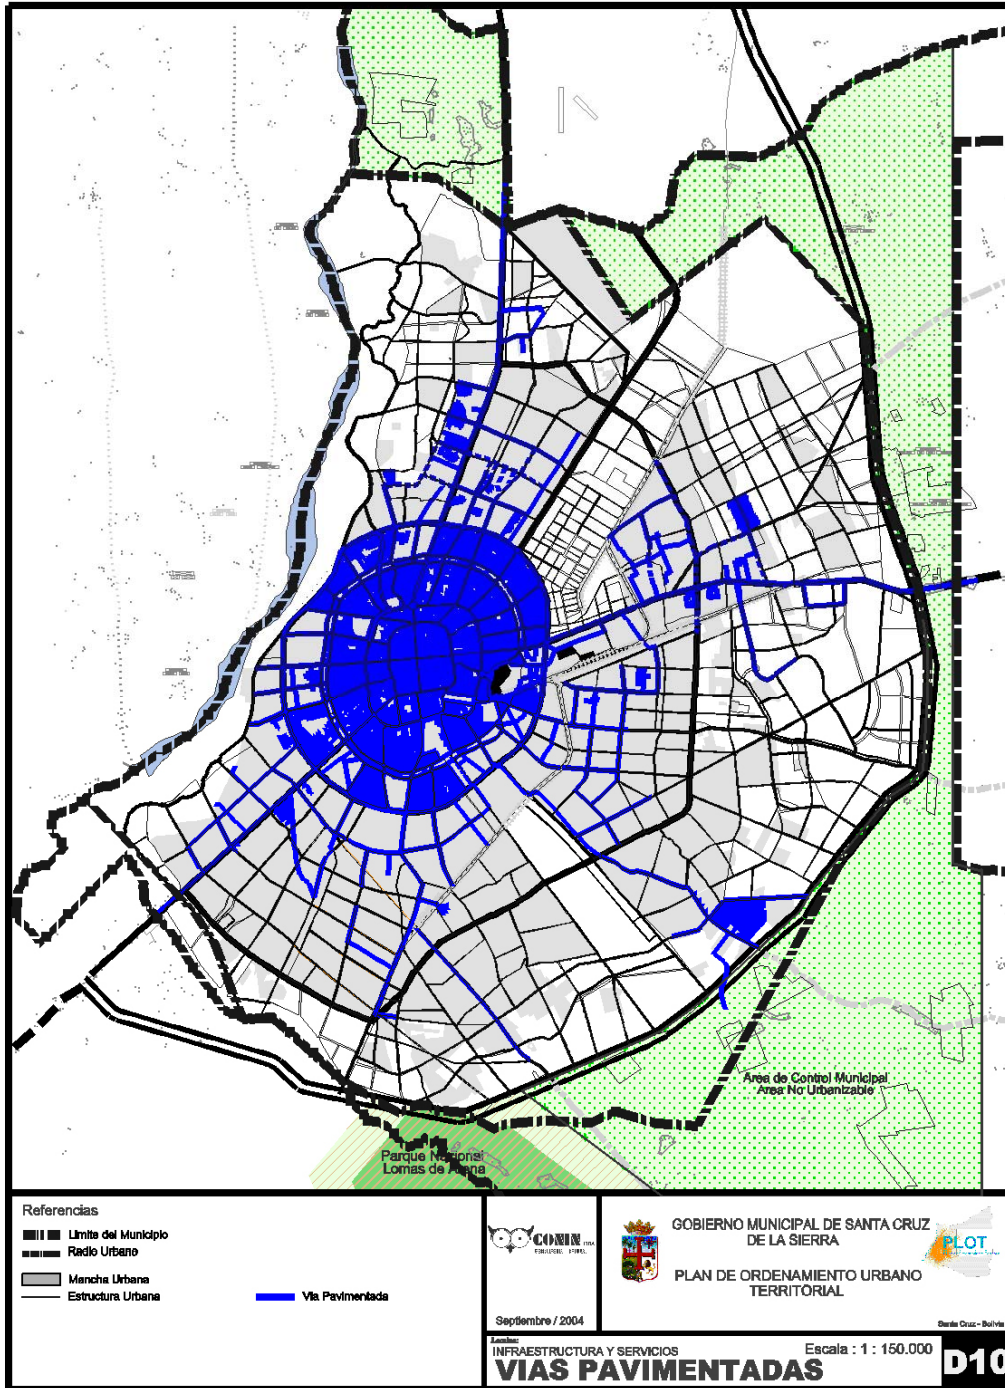 Area de Control Municipal
Area No Urbanizable
Parque Nacional
Lomas de Arena
Referencias
Limite del Municipio
Radio Urbano
Mancha Urbana
Estructura Urbana
Via Pavimentada
CONIN
Septiembre / 2004
GOBIERNO MUNICIPAL DE SANTA CRUZ
DE LA SIERRA
PLAN DE ORDENAMIENTO URBANO
TERRITORIAL
PLOT
Santa Cruz - Bolivia
INFRAESTRUCTURA Y SERVICIOS
Escala : 1 : 150.000
VIAS PAVIMENTADAS
D10